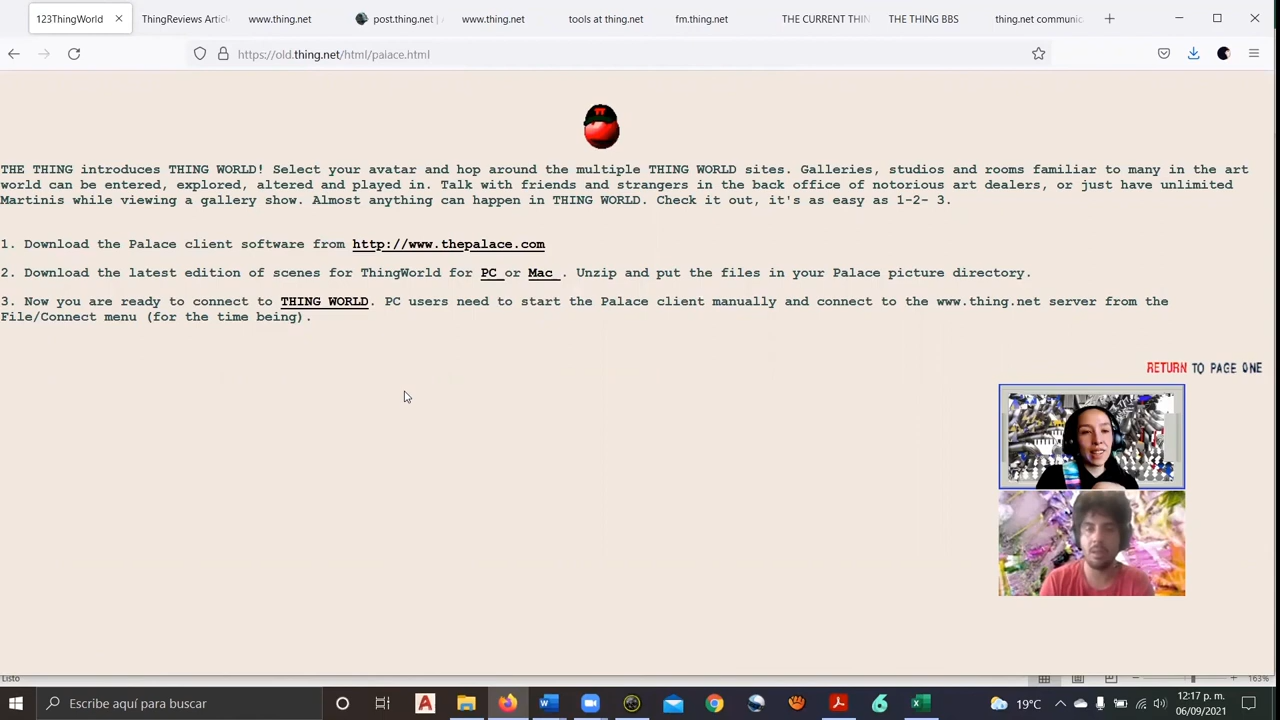 123ThingWorld
ThingReviews Artic
www.thing.net
post.thing.net |
www.thing.net
tools at thing.net
fm.thing.net
THE CURRENT THIN
THE THING BBS
thing.net communic
https://old.thing.net/html/palace.html
THE THING introduces THING WORLD! Select your avatar and hop around the multiple THING WORLD sites. Galleries, studios and rooms familiar to many in the art
world can be entered, explored, altered and played in. Talk with friends and strangers in the back office of notorious art dealers, or just have unlimited
Martinis while viewing a gallery show. Almost anything can happen in THING WORLD. Check it out, it's as easy as 1-2- 3.
1. Download the Palace client software from http://www.thepalace.com
2. Download the latest edition of scenes for ThingWorld for PC or Mac . Unzip and put the files in your Palace picture directory.
3. Now you are ready to connect to THING WORLD. PC users need to start the Palace client manually and connect to the www.thing.net server from the
File/Connect menu (for the time being).
RETURN TO PAGE ONE
Listo
163%
Escribe aquí para buscar
19°C
12:17 p. m.
06/09/2021